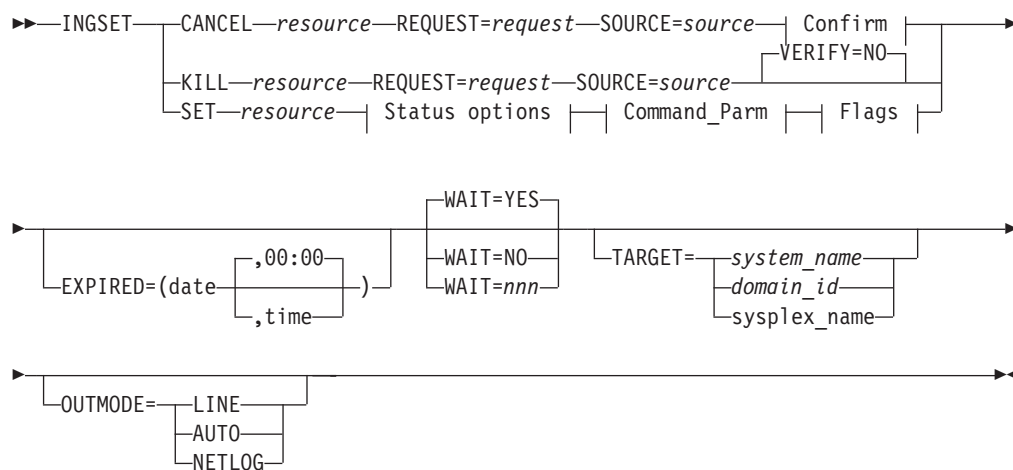 INGSET CANCEL resource REQUEST=request SOURCE=source Confirm
VERIFY=NO
KILL resource REQUEST=request SOURCE=source
SET resource Status options Command_Parm Flags
WAIT=YES
,00:00
WAIT=NO TARGET= system_name
EXPIRED=(date ) WAIT=nnn domain_id
,time sysplex_name
OUTMODE= LINE
AUTO
NETLOG